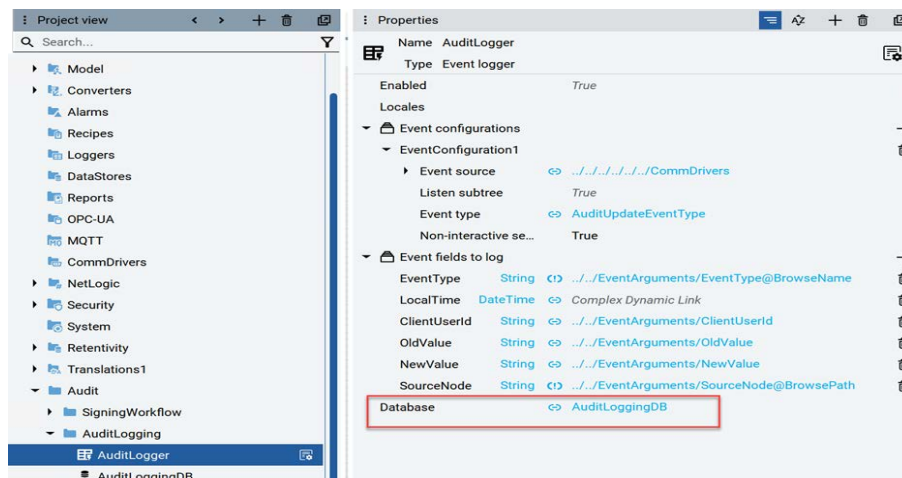 Project view
Search...
Model
Converters
Alarms
Recipes
Loggers
DataStores
Reports
OPC-UA
MQTT
CommDrivers
NetLogic
Security
System
Retentivity
Translations1
Audit
SigningWorkflow
AuditLogging
AuditLogger
AuditLoggingDB
Properties
Name AuditLogger
Type Event logger
Enabled True
Locales
Event configurations
EventConfiguration1
Event source ../../../../../../CommDrivers
Listen subtree True
Event type AuditUpdateEventType
Non-interactive se... True
Event fields to log
EventType String ../../EventArguments/EventType@BrowseName
LocalTime DateTime Complex Dynamic Link
ClientUserId String ../../EventArguments/ClientUserId
OldValue String ../../EventArguments/OldValue
NewValue String ../../EventArguments/NewValue
SourceNode String ../../EventArguments/SourceNode@BrowsePath
Database AuditLoggingDB